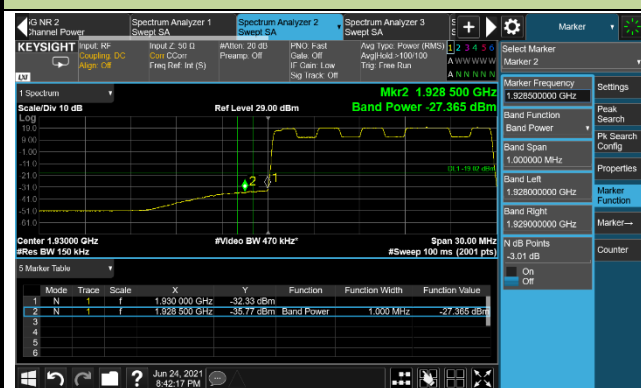 5G NR 2
Channel Power
Spectrum Analyzer 1
Swept SA
Spectrum Analyzer 2
Swept SA
Spectrum Analyzer 3
Swept SA
Marker
KEYSIGHT
Input: RF
Coupling: DC
Align: Off
Input Z: 50 Ω
Corr CCorr
Freq Ref: Int (S)
#Atten: 20 dB
Preamp: Off
PNO: Fast
Gate: Off
IF Gain: Low
Sig Track: Off
Avg Type: Power (RMS)
Avg|Hold:>100/100
Trig: Free Run
1 2 3 4 5 6
A W W W W W
A N N N N N
LXI
Select Marker
Marker 2
1 Spectrum
Scale/Div 10 dB
Ref Level 29.00 dBm
Mkr2 1.928 500 GHz
Band Power -27.365 dBm
Log
19.0
9.00
-1.00
-11.0
-21.0
-31.0
-41.0
-51.0
-61.0
DL1 -19.02 dBm
2
1
Center 1.93000 GHz
#Res BW 150 kHz
#Video BW 470 kHz*
Span 30.00 MHz
#Sweep 100 ms (2001 pts)
5 Marker Table
Mode Trace Scale X Y Function Function Width Function Value
1 N 1 f 1.930 000 GHz -32.33 dBm
2 N 1 f 1.928 500 GHz -35.77 dBm Band Power 1.000 MHz -27.365 dBm
3
4
5
6
Marker Frequency
1.928500000 GHz
Band Function
Band Power
Band Span
1.000000 MHz
Band Left
1.928000000 GHz
Band Right
1.929000000 GHz
N dB Points
-3.01 dB
On
Off
Settings
Peak
Search
Pk Search
Config
Properties
Marker
Function
Marker→
Counter
Jun 24, 2021
8:42:17 PM